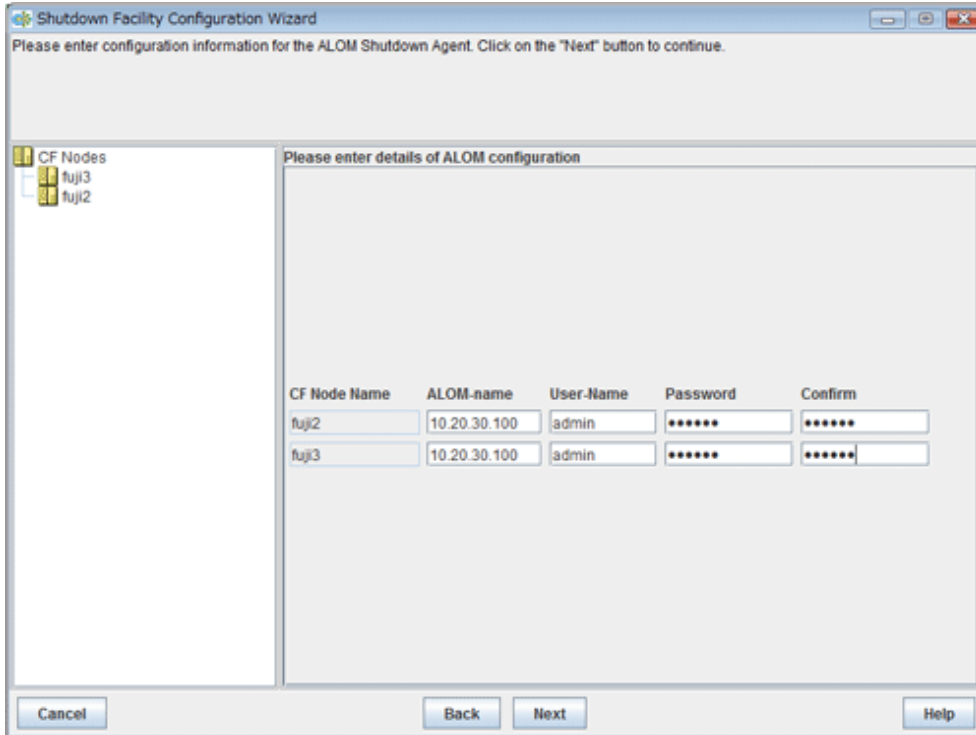 Shutdown Facility Configuration Wizard
Please enter configuration information for the ALOM Shutdown Agent. Click on the "Next" button to continue.
CF Nodes
fuji3
fuji2
Please enter details of ALOM configuration
CF Node Name ALOM-name User-Name Password Confirm
fuji2 10.20.30.100 admin •••••• ••••••
fuji3 10.20.30.100 admin •••••• ••••••
Cancel Back Next Help